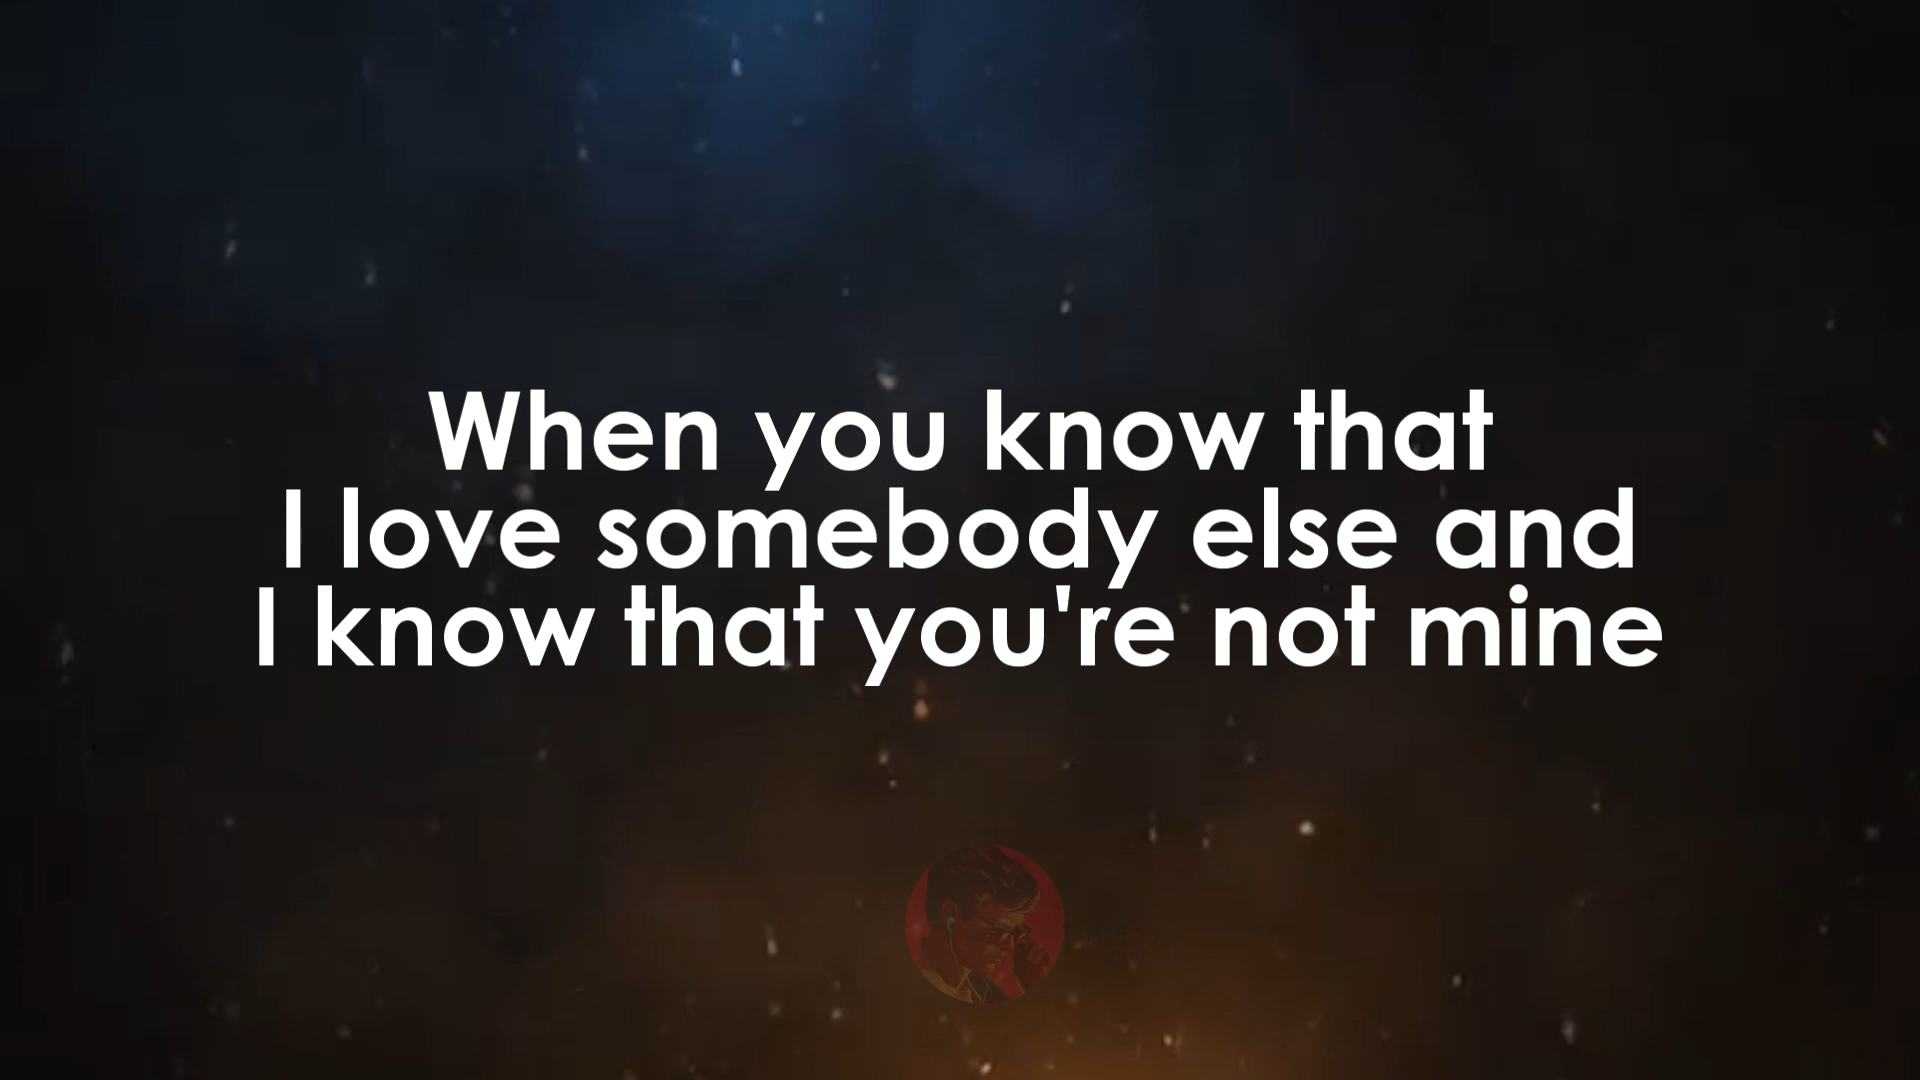 When you know that
I love somebody else and
I know that you're not mine